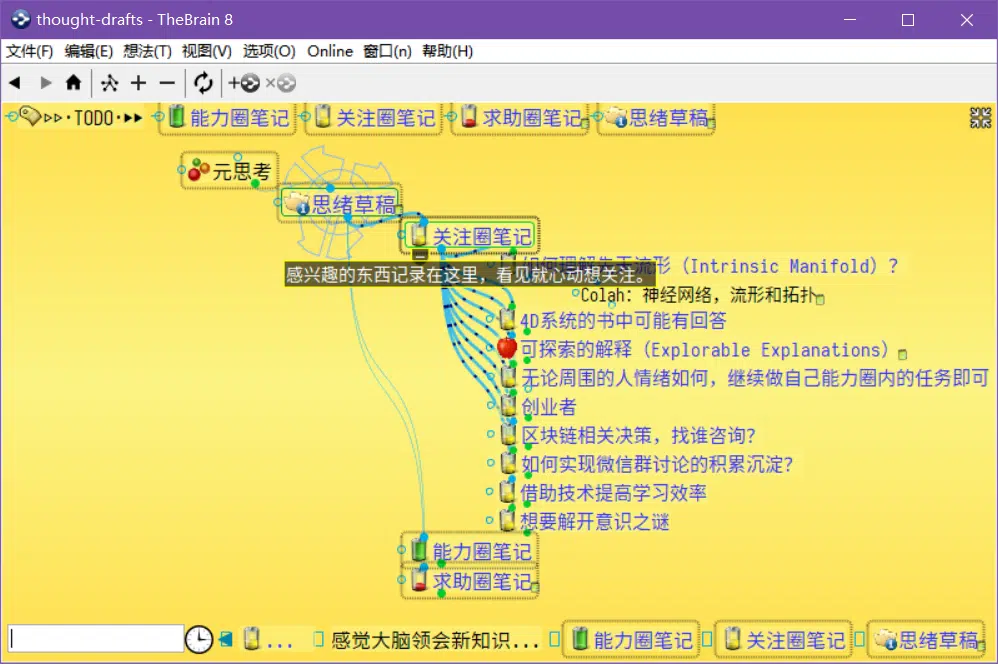 thought-drafts - TheBrain 8
文件(F) 编辑(E) 想法(T) 视图(V) 选项(O) Online 窗口(n) 帮助(H)
TODO 能力圈笔记 关注圈笔记 求助圈笔记 思绪草稿
元思考
思绪草稿
关注圈笔记
流形（Intrinsic Manifold）？
感兴趣的东西记录在这里，看见就心动想关注。
Colah：神经网络，流形和拓扑
4D系统的书中可能有回答
可探索的解释（Explorable Explanations）
无论周围的人情绪如何，继续做自己能力圈内的任务即可
创业者
区块链相关决策，找谁咨询？
如何实现微信群讨论的积累沉淀？
借助技术提高学习效率
想要解开意识之谜
能力圈笔记
求助圈笔记
... 感觉大脑领会新知识... 能力圈笔记 关注圈笔记 思绪草稿